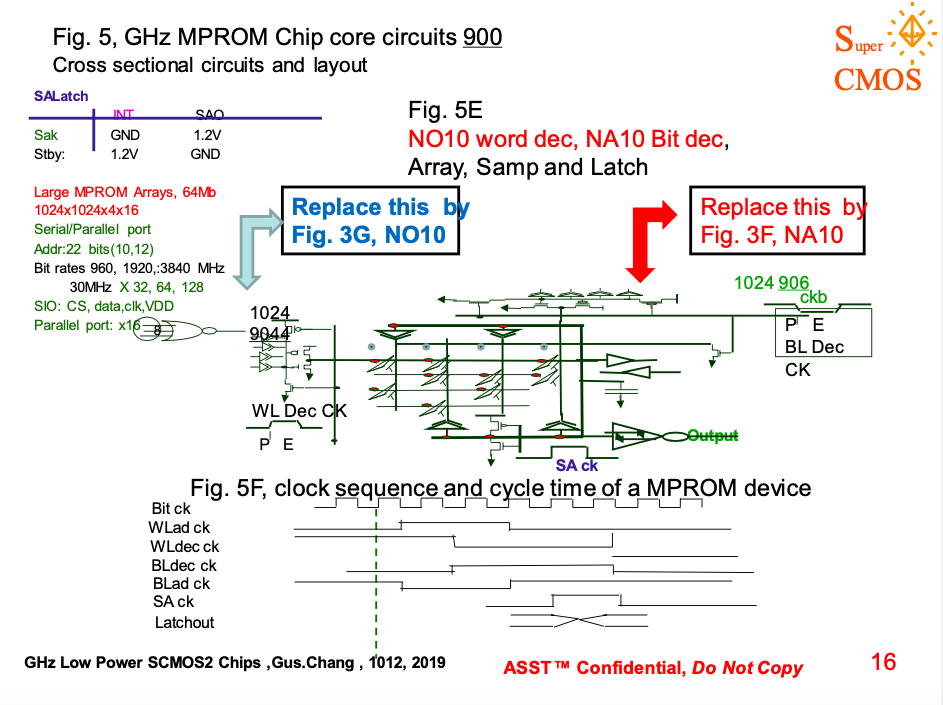 Fig. 5, GHz MPROM Chip core circuits 900
Cross sectional circuits and layout
Super
CMOS
SALatch
INT SAO
Sak GND 1.2V
Stby: 1.2V GND
Fig. 5E
NO10 word dec, NA10 Bit dec,
Array, Samp and Latch
Large MPROM Arrays, 64Mb
1024x1024x4x16
Serial/Parallel port
Addr:22 bits(10,12)
Bit rates 960, 1920,:3840 MHz
30MHz X 32, 64, 128
SIO: CS, data,clk,VDD
Parallel port: x16
Replace this by
Fig. 3G, NO10
Replace this by
Fig. 3F, NA10
1024 906
ckb
P E
BL Dec
CK
8
1024
9044
WL Dec CK
P E
Output
SA ck
Fig. 5F, clock sequence and cycle time of a MPROM device
Bit ck
WLad ck
WLdec ck
BLdec ck
BLad ck
SA ck
Latchout
GHz Low Power SCMOS2 Chips ,Gus.Chang , 1012, 2019
ASST™ Confidential, Do Not Copy
16